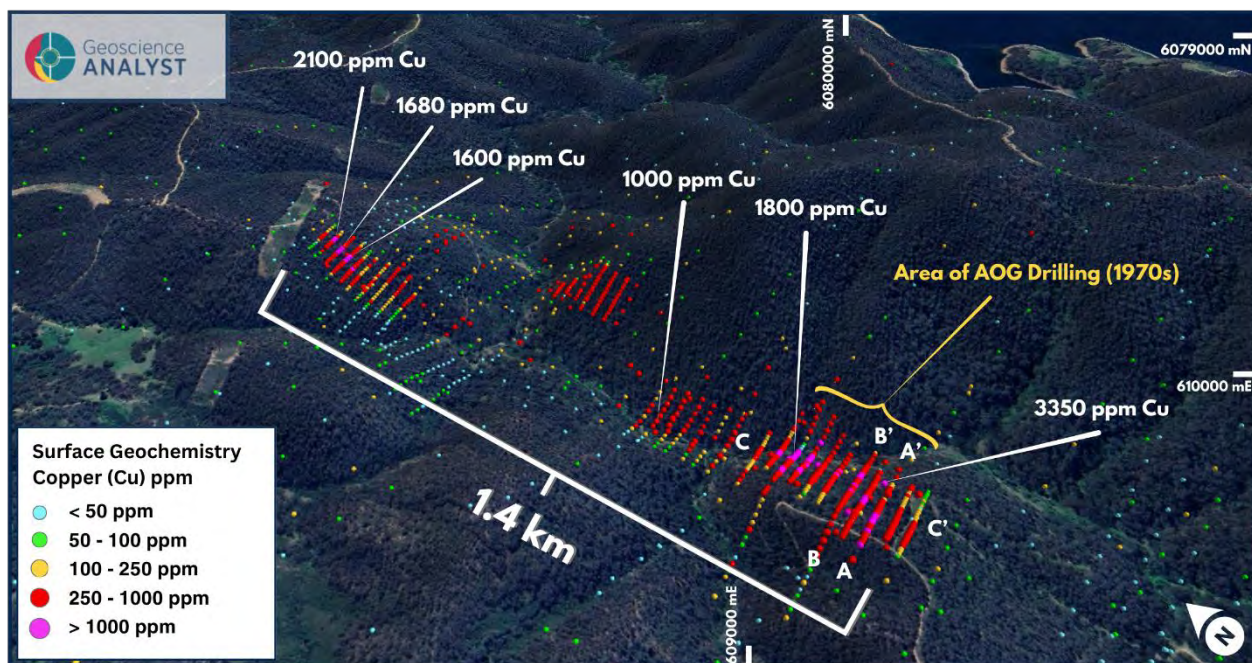 Geoscience
ANALYST
2100 ppm Cu
1680 ppm Cu
1600 ppm Cu
1000 ppm Cu
1800 ppm Cu
6080000 mN
6079000 mN
Area of AOG Drilling (1970s)
610000 mE
3350 ppm Cu
B'
A'
C
C'
B
A
1.4 km
609000 mE
Surface Geochemistry
Copper (Cu) ppm
< 50 ppm
50 - 100 ppm
100 - 250 ppm
250 - 1000 ppm
> 1000 ppm
N